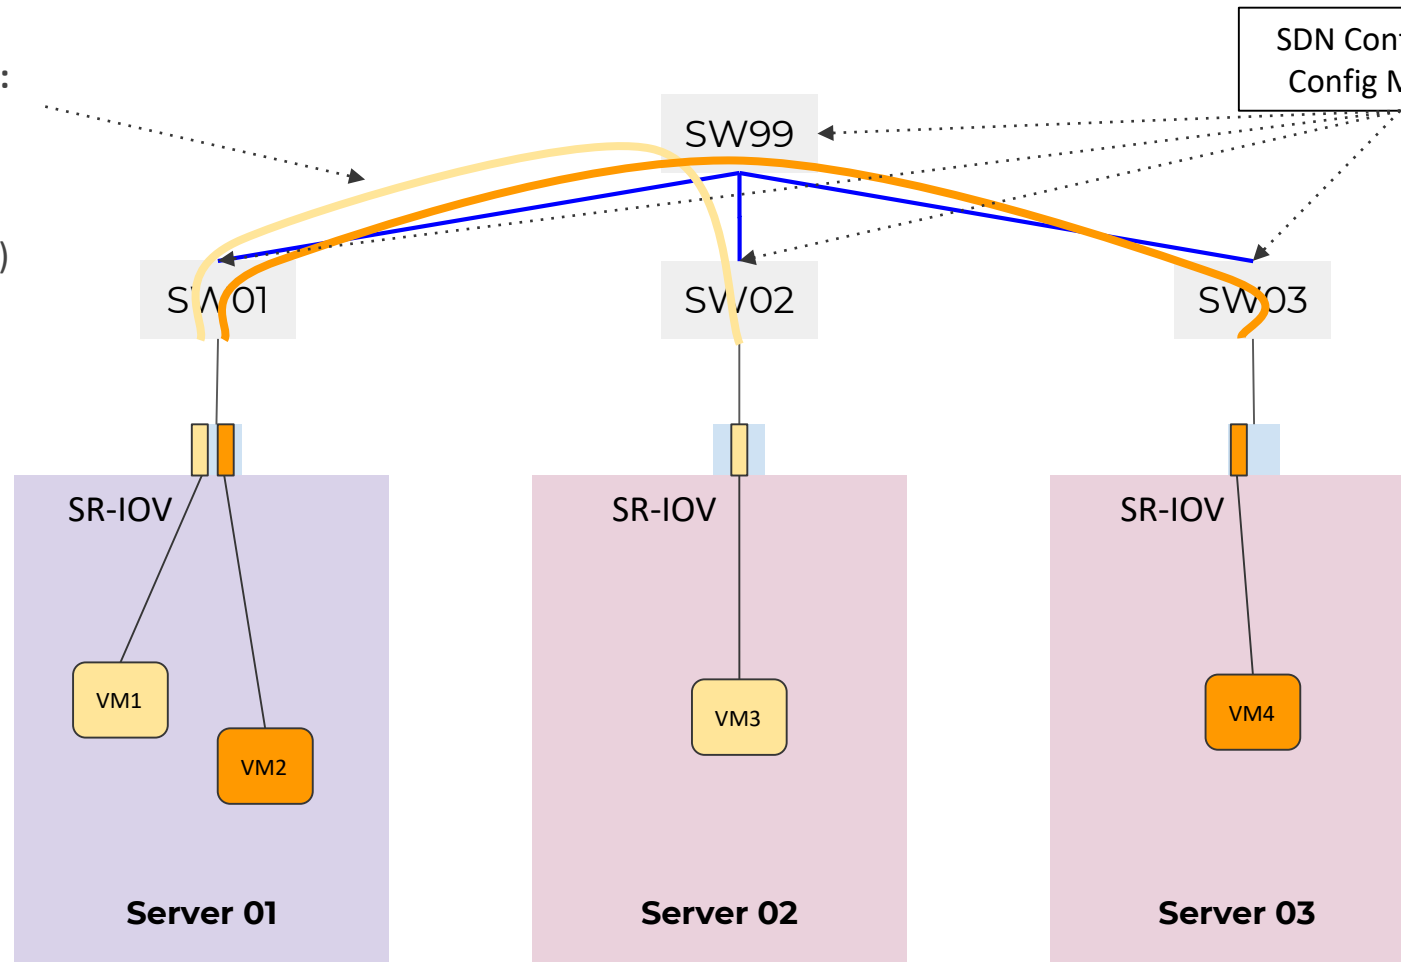 SDN Con
Config M
:
SW99
)
SW01
SW02
SW03
SR-IOV
SR-IOV
SR-IOV
VM1
VM2
VM3
VM4
Server 01
Server 02
Server 03